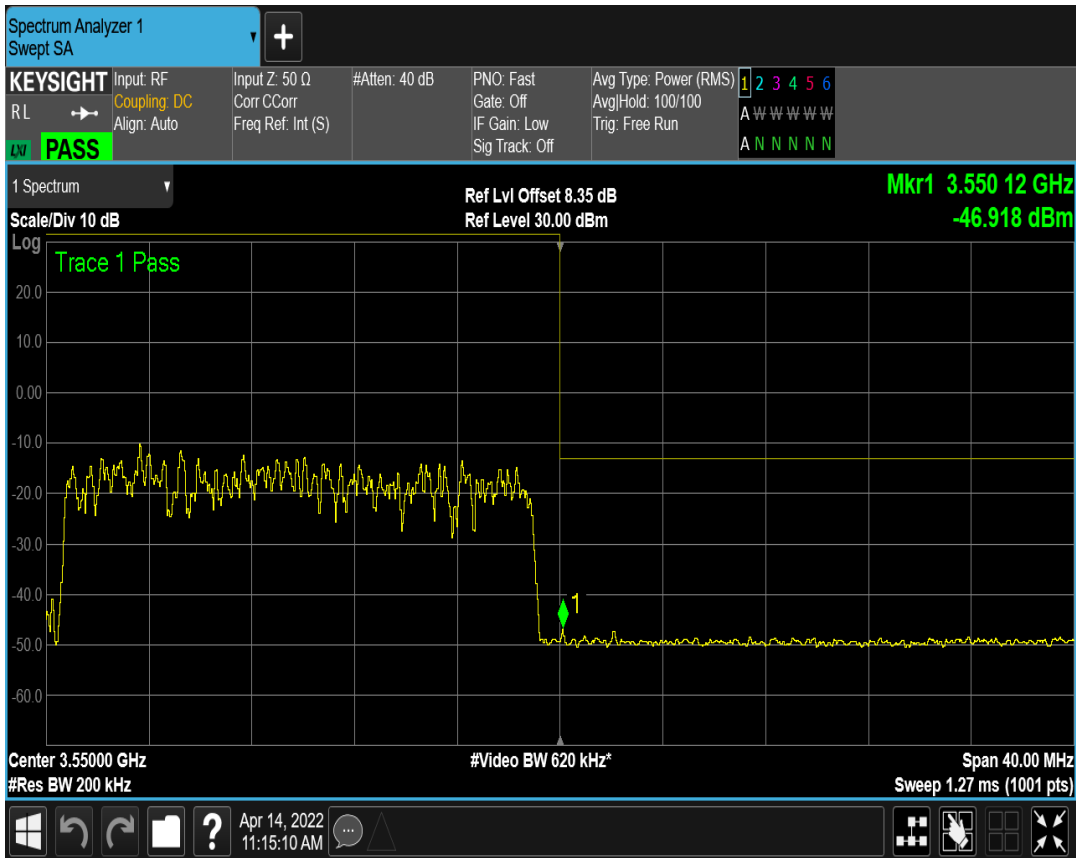 Spectrum Analyzer 1
Swept SA
+
KEYSIGHT
R L
LXI
PASS
Input: RF
Coupling: DC
Align: Auto
Input Z: 50 Ω
Corr CCorr
Freq Ref: Int (S)
#Atten: 40 dB
PNO: Fast
Gate: Off
IF Gain: Low
Sig Track: Off
Avg Type: Power (RMS)
Avg|Hold: 100/100
Trig: Free Run
1 2 3 4 5 6
A W W W W W
A N N N N N
1 Spectrum
Scale/Div 10 dB
Ref Lvl Offset 8.35 dB
Ref Level 30.00 dBm
Mkr1 3.550 12 GHz
-46.918 dBm
Log
Trace 1 Pass
20.0
10.0
0.00
-10.0
-20.0
-30.0
-40.0
1
-50.0
-60.0
Center 3.55000 GHz
#Res BW 200 kHz
#Video BW 620 kHz*
Span 40.00 MHz
Sweep 1.27 ms (1001 pts)
?
Apr 14, 2022
11:15:10 AM